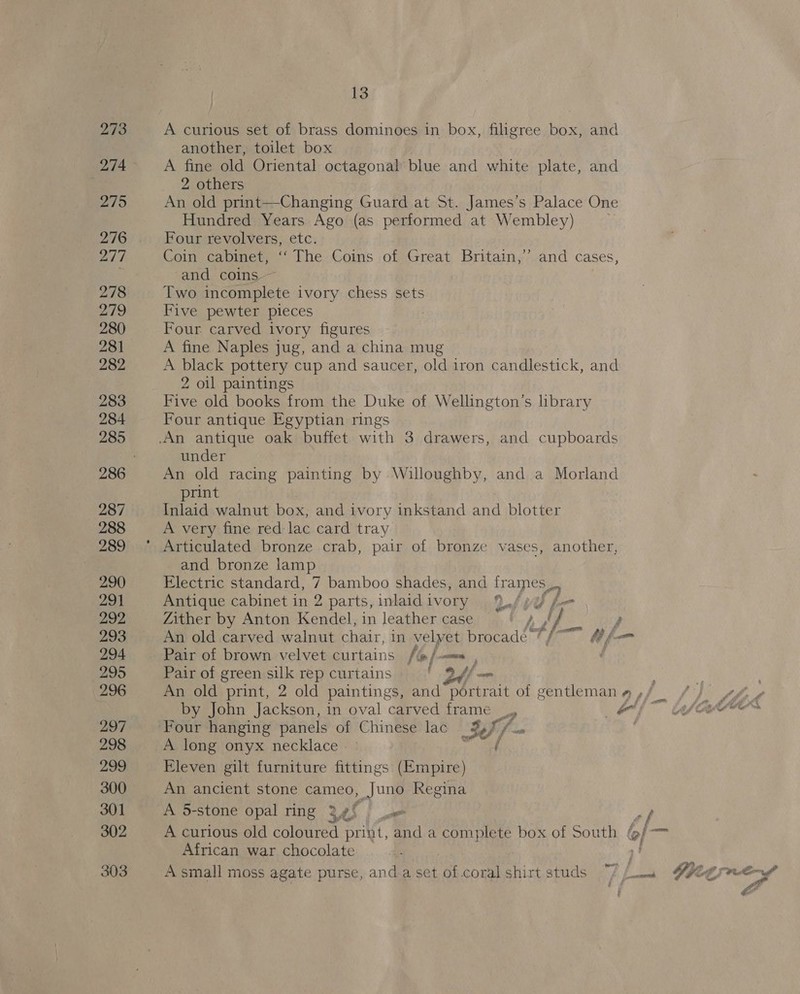 13
273 A curious set of brass dominoes in box, filigree box, and
another, toilet box
274 A fine old Oriental octagonal blue and white plate, and
2 others
275 An old print—Changing Guard at St. James's Palace One
Hundred Years Ago (as performed at Wembley)
276 Four revolvers, etc.
277 Coin cabinet, “ The Coins of Great Britain,” and cases,
and coins
278 Two incomplete ivory chess sets
279 Five pewter pieces
280 Four carved ivory figures
281 A fine Naples jug, and a china mug
282 A black pottery cup and saucer, old iron candlestick, and
2 oil paintings
283 Five old books from the Duke of Wellington's library
284 Four antique Egyptian rings
285 An antique oak buffet with 3 drawers, and cupboards
under
286 An old racing painting by Willoughby, and a Morland
print
287 Inlaid walnut box, and ivory inkstand and blotter
288 A very fine red lac card tray
289 Articulated bronze crab, pair of bronze vases, another,
and bronze lamp
290 Electric standard, 7 bamboo shades, and frames
291 Antique cabinet in 2 parts, inlaid ivory
292 Zither by Anton Kendel, in leather case
293 An old carved walnut chair, in velvet brocade
294 Pair of brown velvet curtains
295 Pair of green silk rep curtains
296 An old print, 2 old paintings, and portrait of gentleman
by John Jackson, in oval carved frame
297 Four hanging panels of Chinese lac
298 A long onyx necklace
299 Eleven gilt furniture fittings (Empire)
300 An ancient stone cameo, Juno Regina
301 A 5-stone opal ring
302 A curious old coloured print, and a complete box of South
African war chocolate
303 A small moss agate purse, and a set of coral shirt studs